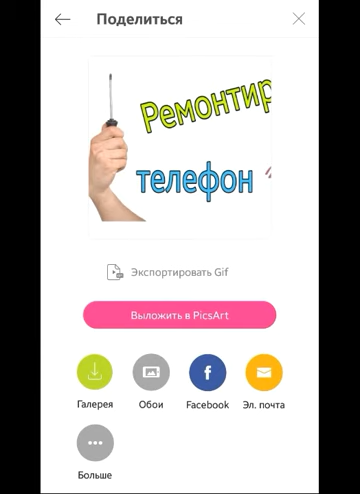 Поделиться
Ремонтир
телефон
Экспортировать Gif
Выложить в PicsArt
Галерея
Обои
Facebook
Эл. почта
Больше